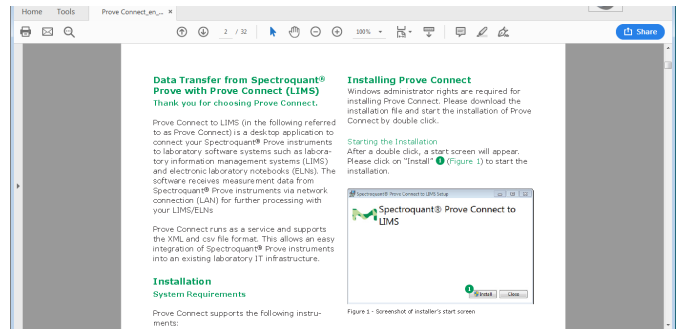 Home Tools Prove Connect_en_... ×
2 / 32 100% Share
Data Transfer from Spectroquant®
Prove with Prove Connect (LIMS)
Thank you for choosing Prove Connect.
Prove Connect to LIMS (in the following referred
to as Prove Connect) is a desktop application to
connect your Spectroquant® Prove instruments
to laboratory software systems such as labora-
tory information management systems (LIMS)
and electronic laboratory notebooks (ELNs). The
software receives measurement data from
Spectroquant® Prove instruments via network
connection (LAN) for further processing with
your LIMS/ELNs
Prove Connect runs as a service and supports
the XML and csv file format. This allows an easy
integration of Spectroquant® Prove instruments
into an existing laboratory IT infrastructure.
Installation
System Requirements
Prove Connect supports the following instru-
ments:
Installing Prove Connect
Windows administrator rights are required for
installing Prove Connect. Please download the
installation file and start the installation of Prove
Connect by double click.
Starting the Installation
After a double click, a start screen will appear.
Please click on "Install" 1 (Figure 1) to start the
installation.
Spectroquant® Prove Connect to LIMS Setup
Spectroquant® Prove Connect to
LIMS
1
Install Close
Figure 1 - Screenshot of installer's start screen